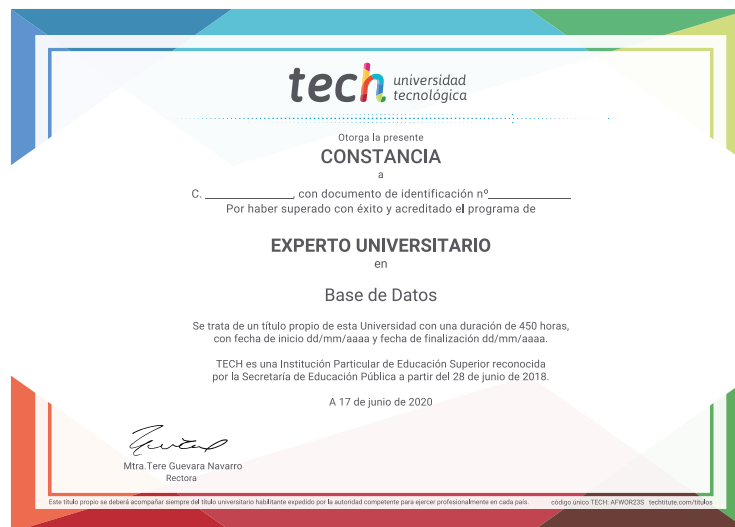 tech universidad
tecnológica
Otorga la presente
CONSTANCIA
a
C. ______________, con documento de identificación nº______________
Por haber superado con éxito y acreditado el programa de
EXPERTO UNIVERSITARIO
en
Base de Datos
Se trata de un título propio de esta Universidad con una duración de 450 horas,
con fecha de inicio dd/mm/aaaa y fecha de finalización dd/mm/aaaa.
TECH es una Institución Particular de Educación Superior reconocida
por la Secretaría de Educación Pública a partir del 28 de junio de 2018.
A 17 de junio de 2020
Mtra.Tere Guevara Navarro
Rectora
Este título propio se deberá acompañar siempre del título universitario habilitante expedido por la autoridad competente para ejercer profesionalmente en cada país. código único TECH: AFWOR23S techtitute.com/títulos